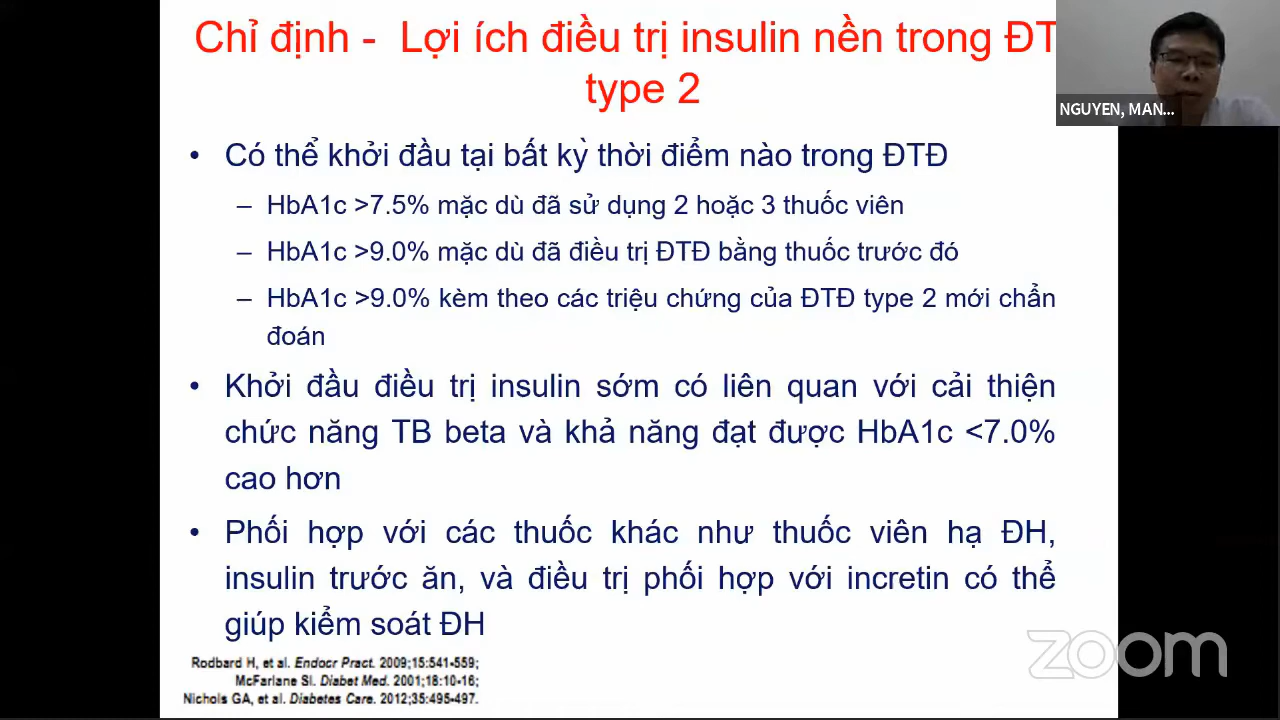 Chỉ định - Lợi ích điều trị insulin nền trong ĐT
type 2
NGUYEN, MAN...
• Có thể khởi đầu tại bất kỳ thời điểm nào trong ĐTĐ
– HbA1c >7.5% mặc dù đã sử dụng 2 hoặc 3 thuốc viên
– HbA1c >9.0% mặc dù đã điều trị ĐTĐ bằng thuốc trước đó
– HbA1c >9.0% kèm theo các triệu chứng của ĐTĐ type 2 mới chẩn
đoán
• Khởi đầu điều trị insulin sớm có liên quan với cải thiện
chức năng TB beta và khả năng đạt được HbA1c <7.0%
cao hơn
• Phối hợp với các thuốc khác như thuốc viên hạ ĐH,
insulin trước ăn, và điều trị phối hợp với incretin có thể
giúp kiểm soát ĐH
Rodbard H, et al. Endocr Pract. 2009;15:541-559;
McFarlane SI. Diabet Med. 2001;18:10-16;
Nichols GA, et al. Diabetes Care. 2012;35:495-497.
zoom